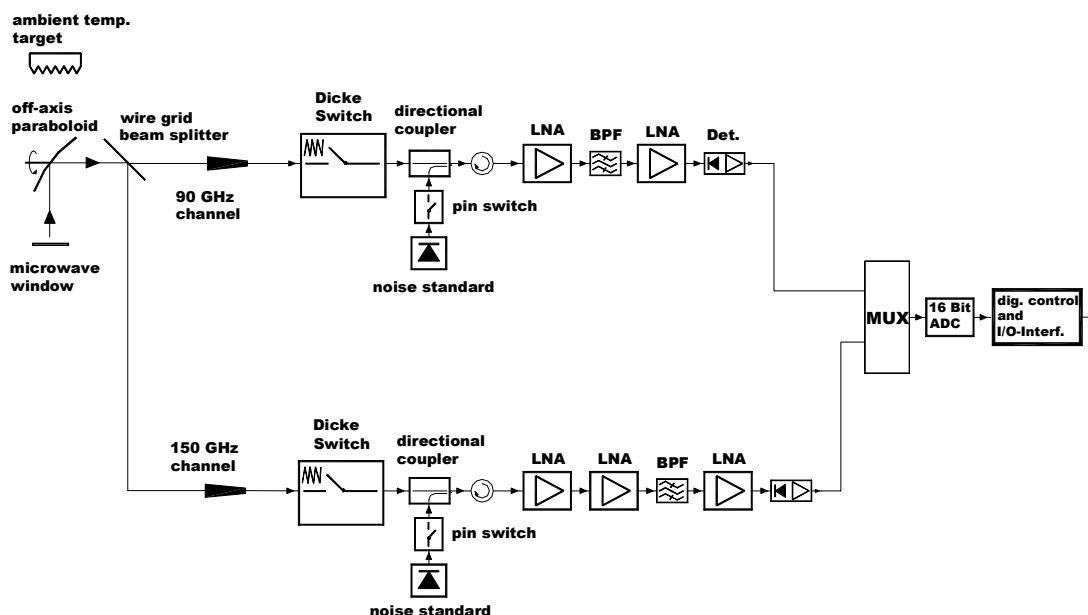 ambient temp.
target
off-axis
paraboloid
wire grid
beam splitter
90 GHz
channel
microwave
window
Dicke
Switch
directional
coupler
LNA
BPF
LNA
Det.
pin switch
noise standard
MUX
16 Bit
ADC
dig. control
and
I/O-Interf.
150 GHz
channel
Dicke
Switch
directional
coupler
LNA
LNA
BPF
LNA
pin switch
noise standard